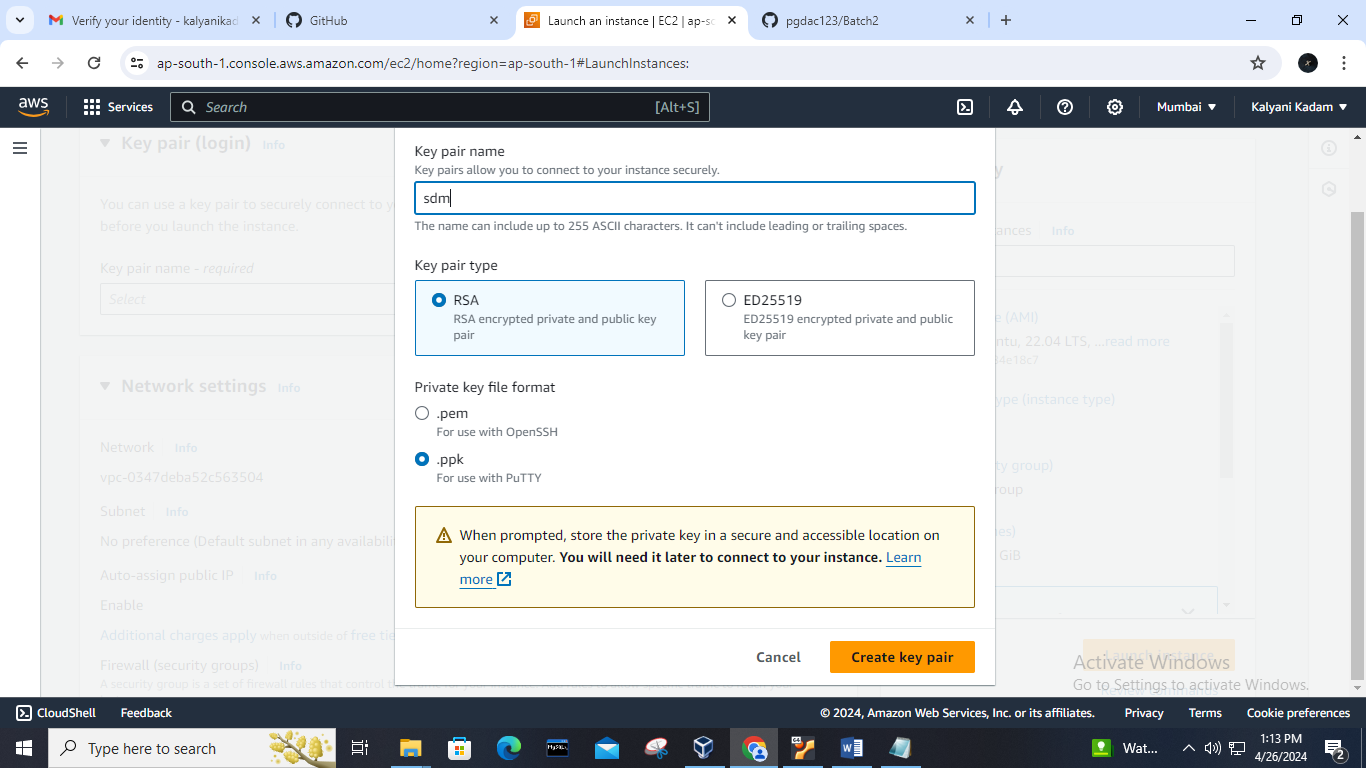 Verify your identity - kalyanikad
GitHub
Launch an instance | EC2 | ap-so
pgdac123/Batch2
ap-south-1.console.aws.amazon.com/ec2/home?region=ap-south-1#LaunchInstances:
aws
Services
Search
[Alt+S]
Mumbai
Kalyani Kadam
Key pair (login) Info
You can use a key pair to securely connect to y
before you launch the instance.
Key pair name - required
Select
Network settings Info
Network Info
vpc-0347deba52c563504
Subnet Info
No preference (Default subnet in any availabili
Auto-assign public IP Info
Enable
Additional charges apply when outside of free tie
Firewall (security groups) Info
Key pair name
Key pairs allow you to connect to your instance securely.
sdm
The name can include up to 255 ASCII characters. It can't include leading or trailing spaces.
Key pair type
RSA
RSA encrypted private and public key
pair
ED25519
ED25519 encrypted private and public
key pair
Private key file format
.pem
For use with OpenSSH
.ppk
For use with PuTTY
When prompted, store the private key in a secure and accessible location on
your computer. You will need it later to connect to your instance. Learn
more
Cancel
Create key pair
y
ances Info
e (AMI)
ntu, 22.04 LTS, ...read more
4e18c7
ype (instance type)
ty group)
roup
es)
GiB
Launch instance
Activate Windows
Go to Settings to activate Windows.
CloudShell
Feedback
© 2024, Amazon Web Services, Inc. or its affiliates.
Privacy
Terms
Cookie preferences
Type here to search
MySQL
Wat...
1:13 PM
4/26/2024
2